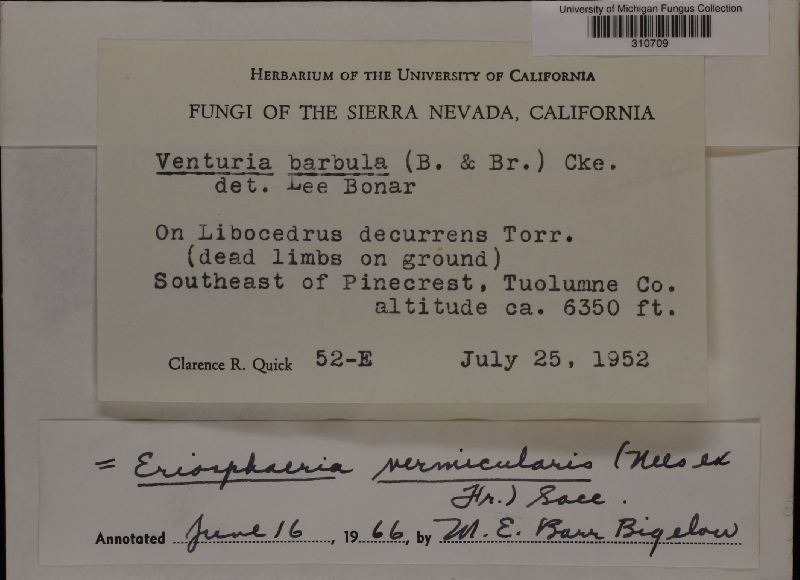 University of Michigan Fungus Collection
310709
HERBARIUM OF THE UNIVERSITY OF CALIFORNIA
FUNGI OF THE SIERRA NEVADA, CALIFORNIA
Venturia barbula (B. & Br.) Cke.
det. Lee Bonar
On Libocedrus decurrens Torr.
(dead limbs on ground)
Southeast of Pinecrest, Tuolumne Co.
altitude ca. 6350 ft.
Clarence R. Quick 52-E July 25, 1952
= Eriosphaeria vermicularis (Nees ex
Fr.) Sacc.
Annotated June 16, 1966, by M. E. Barr Bigelow